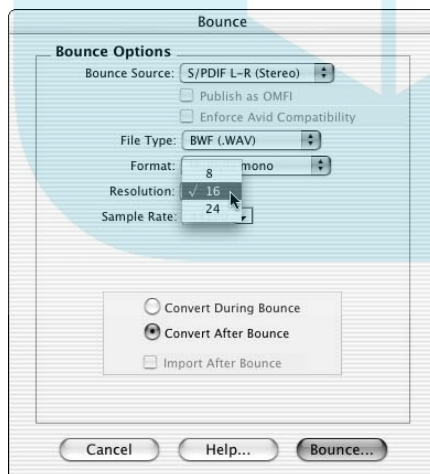 Bounce
Bounce Options
Bounce Source: S/PDIF L-R (Stereo)
Publish as OMFI
Enforce Avid Compatibility
File Type: BWF (.WAV)
Format: mono
8
Resolution: √ 16
24
Sample Rate:
Convert During Bounce
Convert After Bounce
Import After Bounce
Cancel Help... Bounce...